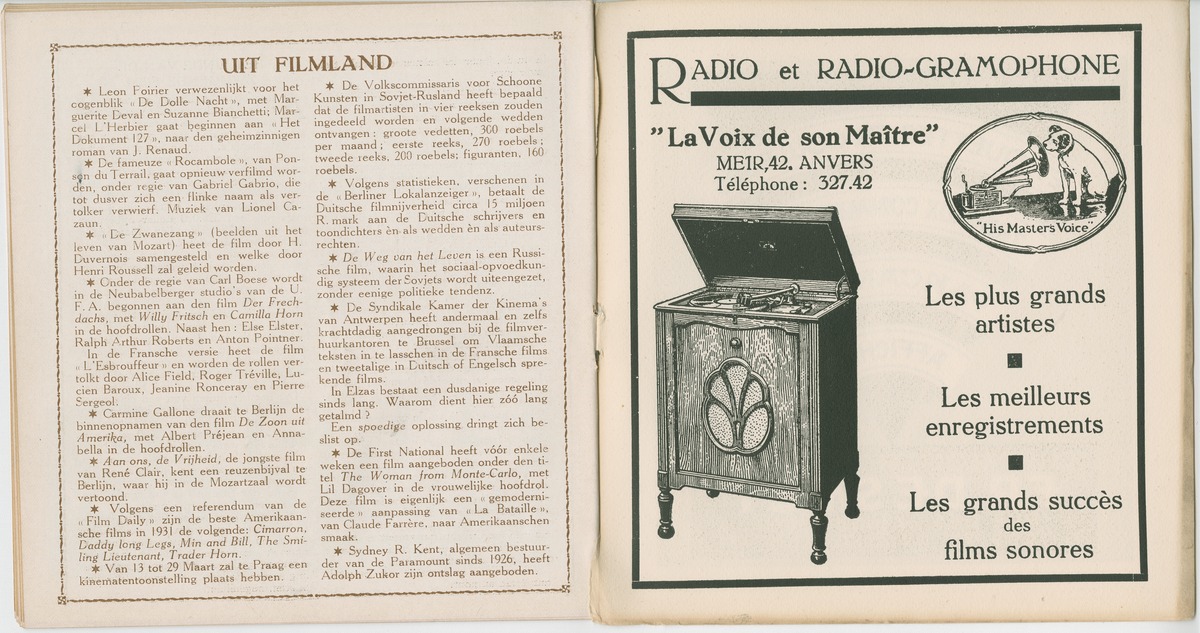 UIT FILMLAND
✶ Leon Foirier verwezenlijkt voor het
oogenblik « De Dolle Nacht », met Mar-
guerite Deval en Suzanne Bianchetti; Mar-
cel L'Herbier gaat beginnen aan « Het
Dokument 127 », naar den geheimzinnigen
roman van J. Renaud.
✶ De fameuze « Rocambole », van Pon-
son du Terrail, gaat opnieuw verfilmd wor-
den, onder regie van Gabriel Gabrio, die
tot dusver zich een flinke naam als ver-
tolker verwierf. Muziek van Lionel Ca-
zaun.
✶ « De Zwanezang » (beelden uit het
leven van Mozart) heet de film door H.
Duvernois samengesteld en welke door
Henri Roussell zal geleid worden.
✶ Onder de regie van Carl Boese wordt
in de Neubabelberger studio's van de U.
F. A. begonnen aan den film Der Frech-
dachs, met Willy Fritsch en Camilla Horn
in de hoofdrollen. Naast hen : Else Elster,
Ralph Arthur Roberts en Anton Pointner.
In de Fransche versie heet de film
« L'Esbrouffeur » en worden de rollen ver-
tolkt door Alice Field, Roger Tréville, Lu-
cien Baroux, Jeanine Ronceray en Pierre
Sergeol.
✶ Carmine Gallone draait te Berlijn de
binnenopnamen van den film De Zoon uit
Amerika, met Albert Préjean en Anna-
bella in de hoofdrollen.
✶ Aan ons, de Vrijheid, de jongste film
van René Clair, kent een reuzenbijval te
Berlijn, waar hij in de Mozartzaal wordt
vertoond.
✶ Volgens een referendum van de
« Film Daily » zijn de beste Amerikaan-
sche films in 1931 de volgende: Cimarron,
Daddy long Legs, Min and Bill, The Smi-
ling Lieutenant, Trader Horn.
✶ Van 13 tot 29 Maart zal te Praag een
kinematentoonstelling plaats hebben.
✶ De Volkscommissaris voor Schoone
Kunsten in Sovjet-Rusland heeft bepaald
dat de filmartisten in vier reeksen zouden
ingedeeld worden en volgende wedden
ontvangen : groote vedetten, 300 roebels
per maand ; eerste reeks, 270 roebels ;
tweede reeks, 200 roebels; figuranten, 160
roebels.
✶ Volgens statistieken, verschenen in
de « Berliner Lokalanzeiger », betaalt de
Duitsche filmnijverheid circa 15 miljoen
R. mark aan de Duitsche schrijvers en
toondichters èn als wedden èn als auteurs-
rechten.
✶ De Weg van het Leven is een Russi-
sche film, waarin het sociaal-opvoedkun-
dig systeem der Sovjets wordt uiteengezet,
zonder eenige politieke tendenz.
✶ De Syndikale Kamer der Kinema's
van Antwerpen heeft andermaal en zelfs
krachtdadig aangedrongen bij de filmver-
huurkantoren te Brussel om Vlaamsche
teksten in te lasschen in de Fransche films
en tweetalige in Duitsch of Engelsch spre-
kende films.
In Elzas bestaat een dusdanige regeling
sinds lang. Waarom dient hier zóó lang
getalmd ?
Een spoedige oplossing dringt zich be-
slist op.
✶ De First National heeft vóór enkele
weken een film aangeboden onder den ti-
tel The Woman from Monte-Carlo, met
Lil Dagover in de vrouwelijke hoofdrol.
Deze film is eigenlijk een « gemoderni-
seerde » aanpassing van « La Bataille »,
van Claude Farrère, naar Amerikaanschen
smaak.
✶ Sydney R. Kent, algemeen bestuur-
der van de Paramount sinds 1926, heeft
Adolph Zukor zijn ontslag aangeboden.
RADIO et RADIO-GRAMOPHONE
"La Voix de son Maître"
MEIR, 42. ANVERS
Téléphone : 327.42
"His Master's Voice"
Les plus grands
artistes
Les meilleurs
enregistrements
Les grands succès
des
films sonores